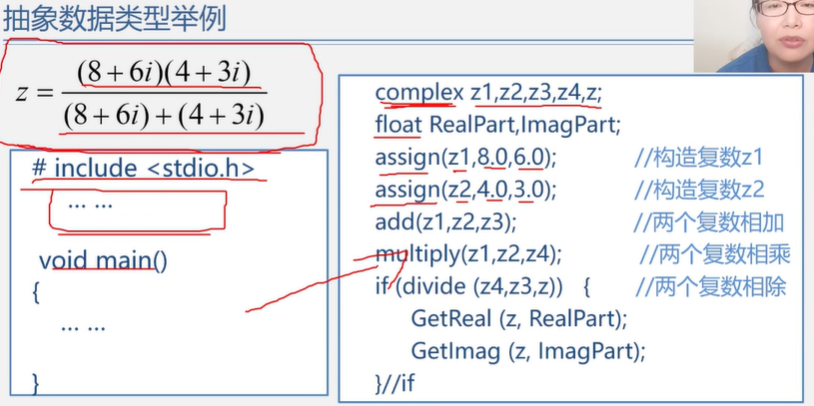 抽象数据类型举例
z = (8+6i)(4+3i)
(8+6i)+(4+3i)
# include <stdio.h>
... ...
void main()
{
... ...
}
complex z1,z2,z3,z4,z;
float RealPart,ImagPart;
assign(z1,8.0,6.0); //构造复数z1
assign(z2,4.0,3.0); //构造复数z2
add(z1,z2,z3); //两个复数相加
multiply(z1,z2,z4); //两个复数相乘
if (divide (z4,z3,z)) { //两个复数相除
GetReal (z, RealPart);
GetImag (z, ImagPart);
}//if